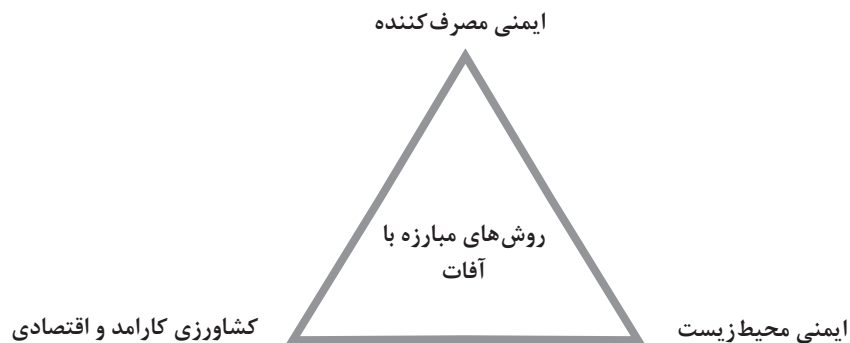 ایمنی مصرف‌کننده
روش‌های مبارزه با
آفات
ایمنی محیط‌زیست
کشاورزی کارامد و اقتصادی